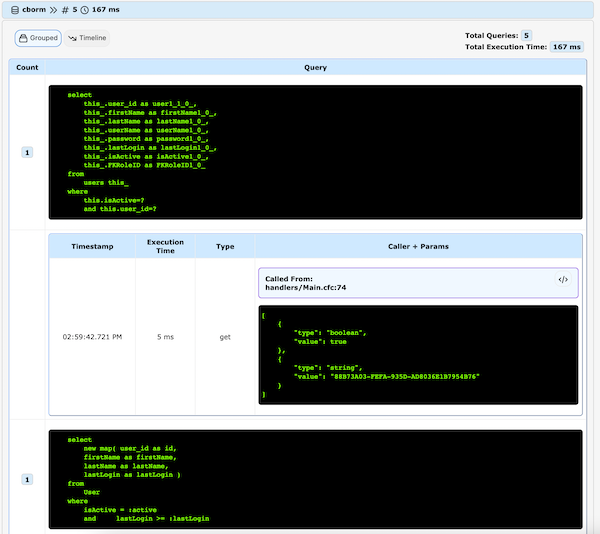 cborm >> # 5 167 ms
Grouped Timeline
Total Queries: 5
Total Execution Time: 167 ms
Count Query
1
select
this_.user_id as user1_1_0_,
this_.firstName as firstName1_0_,
this_.lastName as lastName1_0_,
this_.userName as userName1_0_,
this_.password as password1_0_,
this_.lastLogin as lastLogin1_0_,
this_.isActive as isActive1_0_,
this_.FKRoleID as FKRoleID1_0_
from
users this_
where
this.isActive=?
and this.user_id=?
Timestamp Execution Time Type Caller + Params
Called From:
handlers/Main.cfc:74
</>
02:59:42.721 PM 5 ms get
[
{
"type": "boolean",
"value": true
},
{
"type": "string",
"value": "88B73A03-FEFA-935D-AD8036E1B7954B76"
}
]
1
select
new map( user_id as id,
firstName as firstName,
lastName as lastName,
lastLogin as lastLogin )
from
User
where
isActive = :active
and lastLogin >= :lastLogin